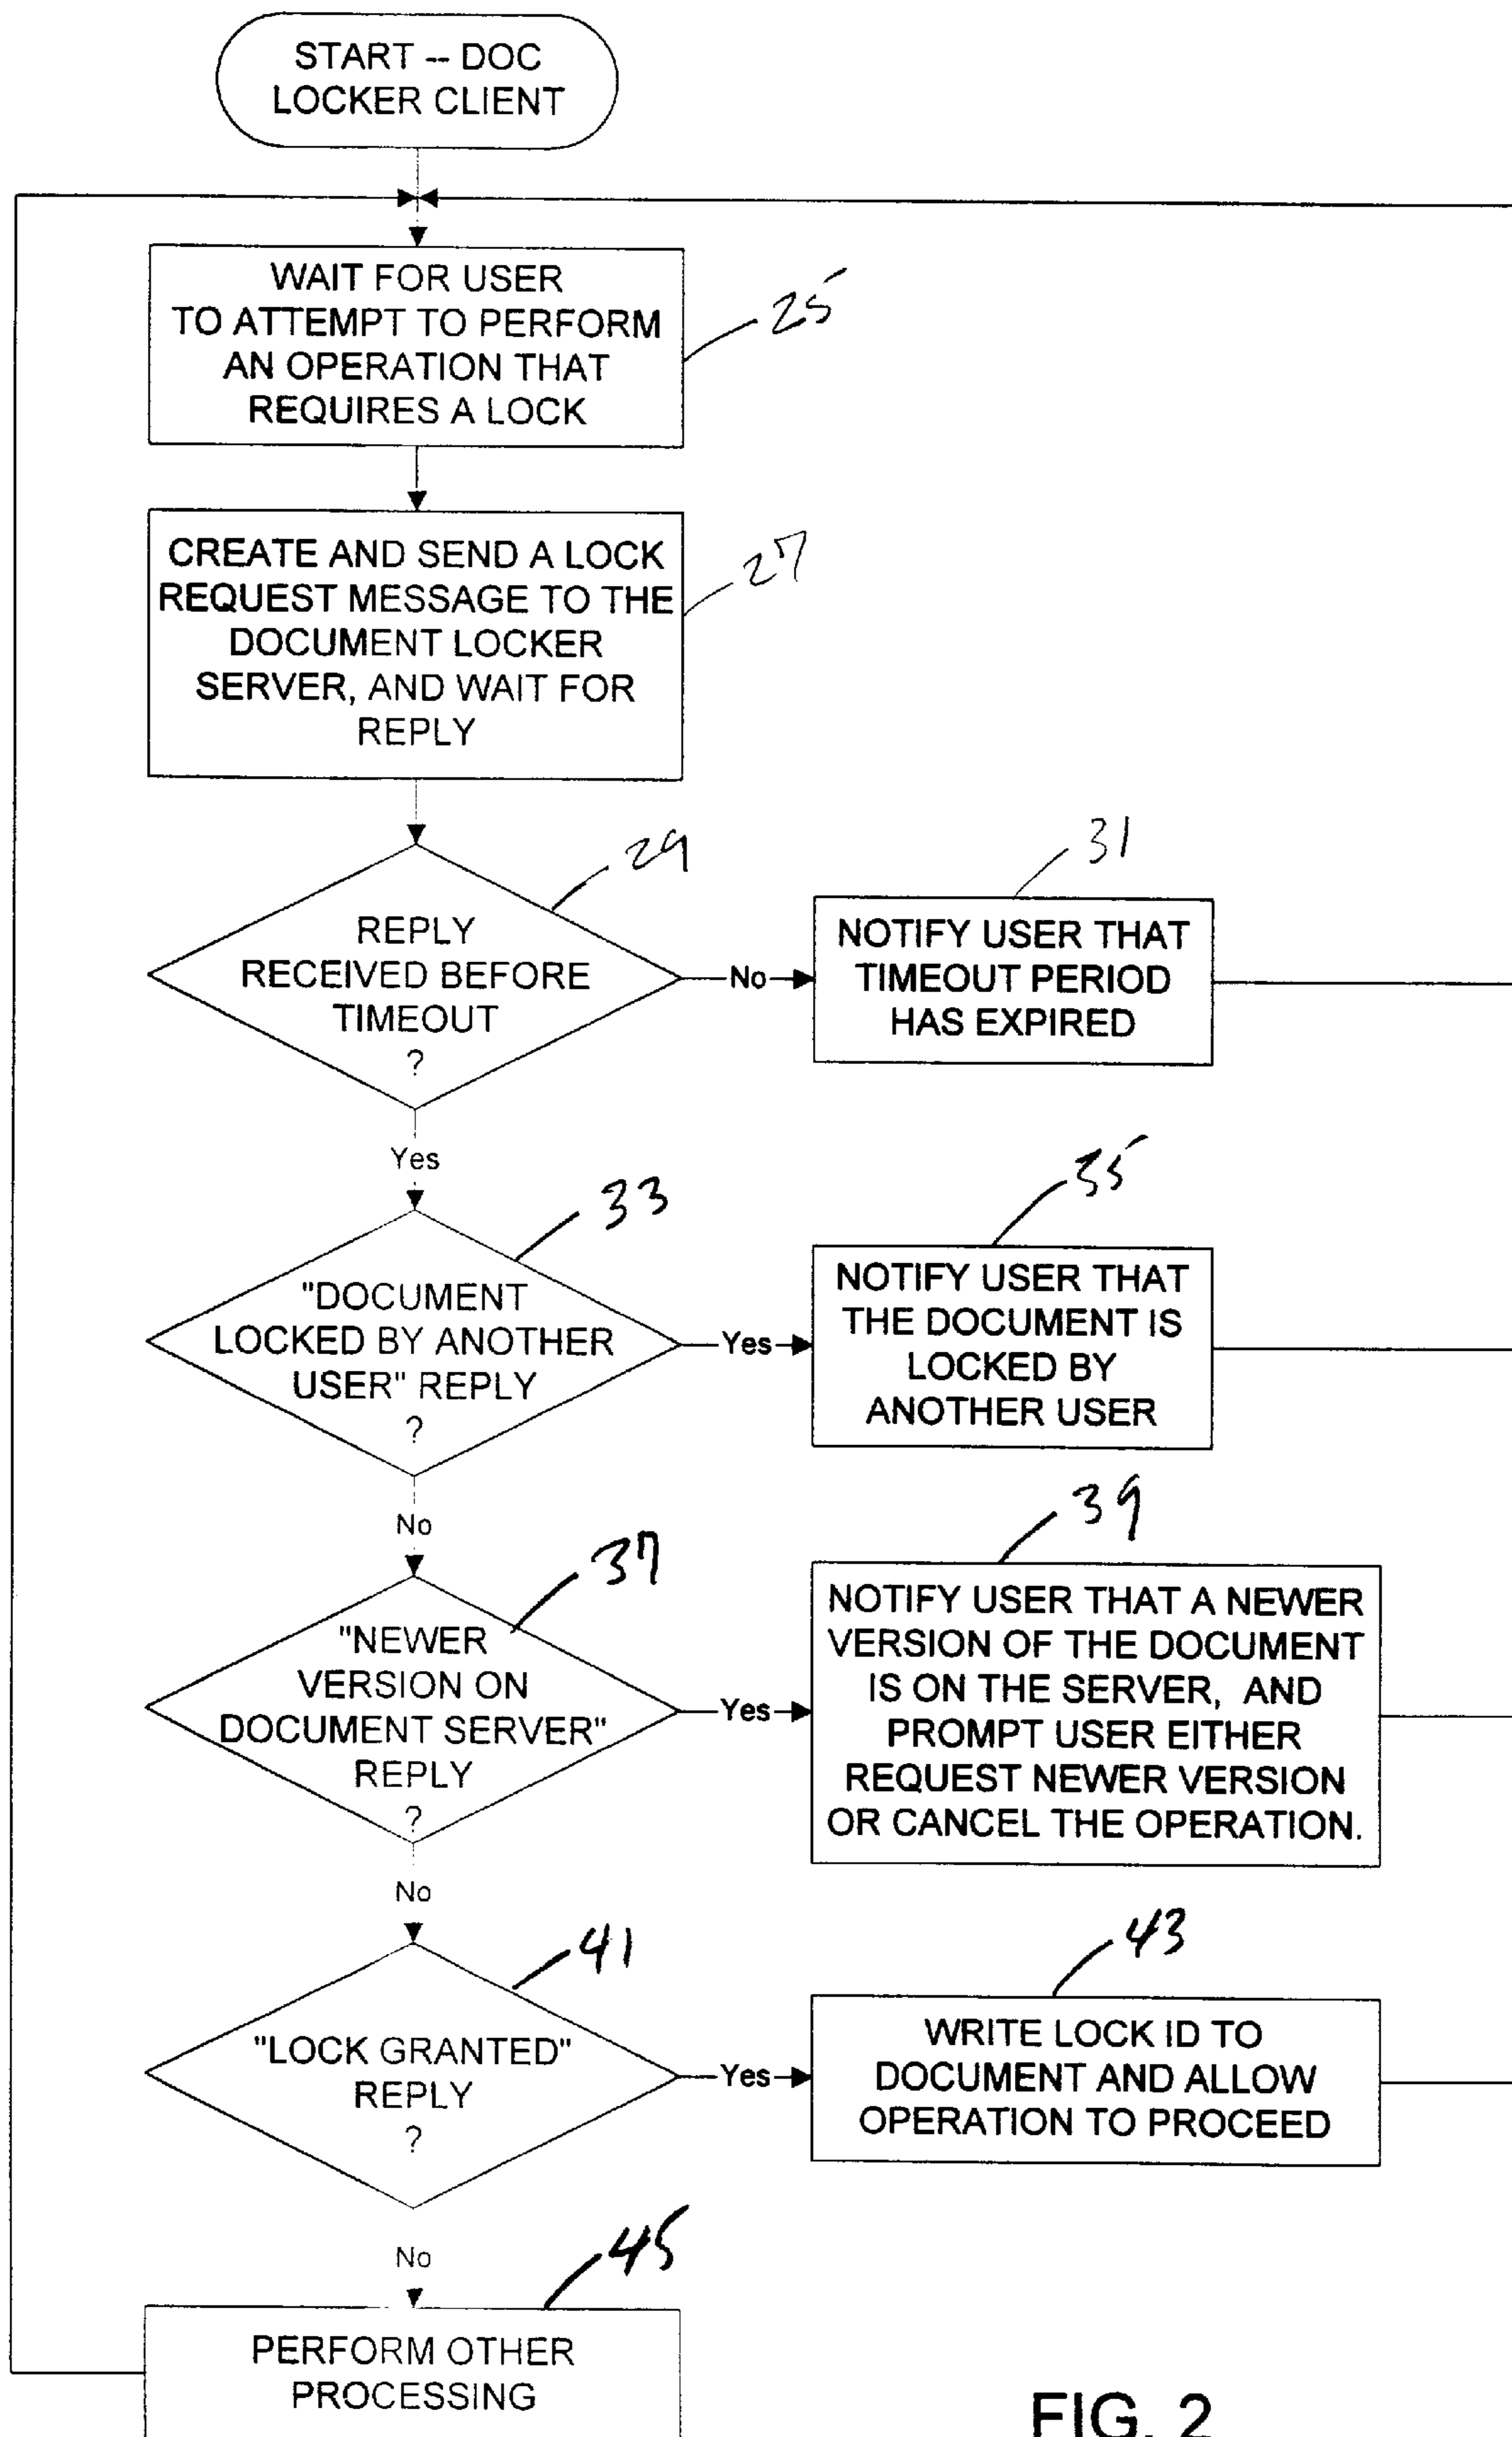 START -- DOC
LOCKER CLIENT
WAIT FOR USER
TO ATTEMPT TO PERFORM
AN OPERATION THAT
REQUIRES A LOCK
25
CREATE AND SEND A LOCK
REQUEST MESSAGE TO THE
DOCUMENT LOCKER
SERVER, AND WAIT FOR
REPLY
27
REPLY
RECEIVED BEFORE
TIMEOUT
?
29
No
NOTIFY USER THAT
TIMEOUT PERIOD
HAS EXPIRED
31
Yes
"DOCUMENT
LOCKED BY ANOTHER
USER" REPLY
?
33
Yes
NOTIFY USER THAT
THE DOCUMENT IS
LOCKED BY
ANOTHER USER
35
No
"NEWER
VERSION ON
DOCUMENT SERVER"
REPLY
?
37
Yes
NOTIFY USER THAT A NEWER
VERSION OF THE DOCUMENT
IS ON THE SERVER, AND
PROMPT USER EITHER
REQUEST NEWER VERSION
OR CANCEL THE OPERATION.
39
No
"LOCK GRANTED"
REPLY
?
41
Yes
WRITE LOCK ID TO
DOCUMENT AND ALLOW
OPERATION TO PROCEED
43
No
PERFORM OTHER
PROCESSING
45
FIG. 2